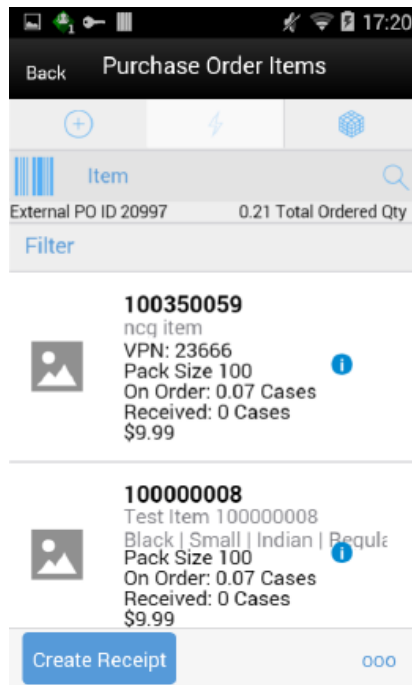 17:20
Back Purchase Order Items
Item
External PO ID 20997 0.21 Total Ordered Qty
Filter
100350059
ncq item
VPN: 23666
Pack Size 100
On Order: 0.07 Cases
Received: 0 Cases
$9.99
100000008
Test Item 100000008
Black | Small | Indian | Regula
Pack Size 100
On Order: 0.07 Cases
Received: 0 Cases
$9.99
Create Receipt